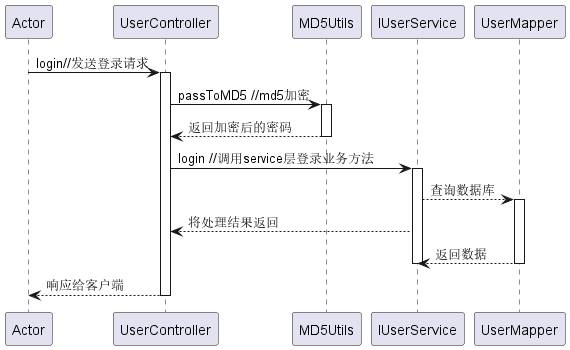 Actor
UserController
MD5Utils
IUserService
UserMapper
login//发送登录请求
passToMD5 //md5加密
返回加密后的密码
login //调用service层登录业务方法
查询数据库
将处理结果返回
返回数据
响应给客户端
Actor
UserController
MD5Utils
IUserService
UserMapper